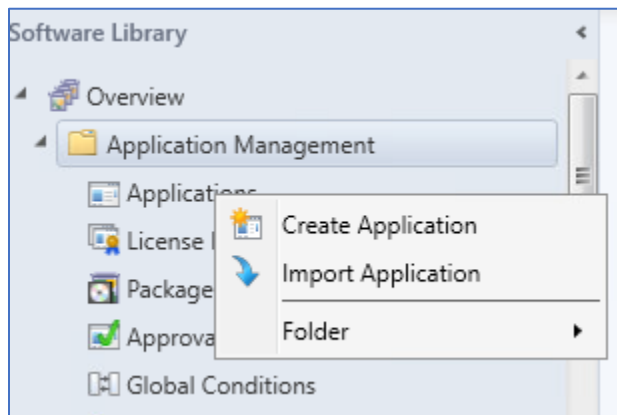 Software Library
Overview
Application Management
Applications
License
Package
Approva
Global Conditions
Create Application
Import Application
Folder